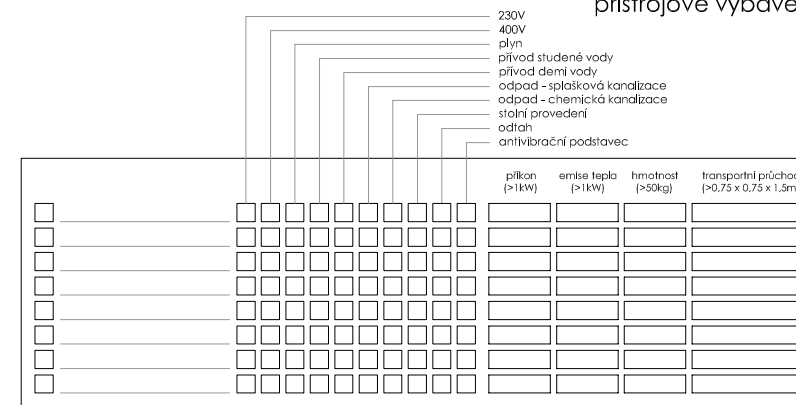 přístrojové vybave
230V
400V
plyn
přívod studené vody
přívod demi vody
odpad - splašková kanalizace
odpad - chemická kanalizace
stolní provedení
odtah
antivibrační podstavec
příkon emise tepla hmotnost transportní průchod
(>1kW) (>1kW) (>50kg) (>0,75 x 0,75 x 1,5m